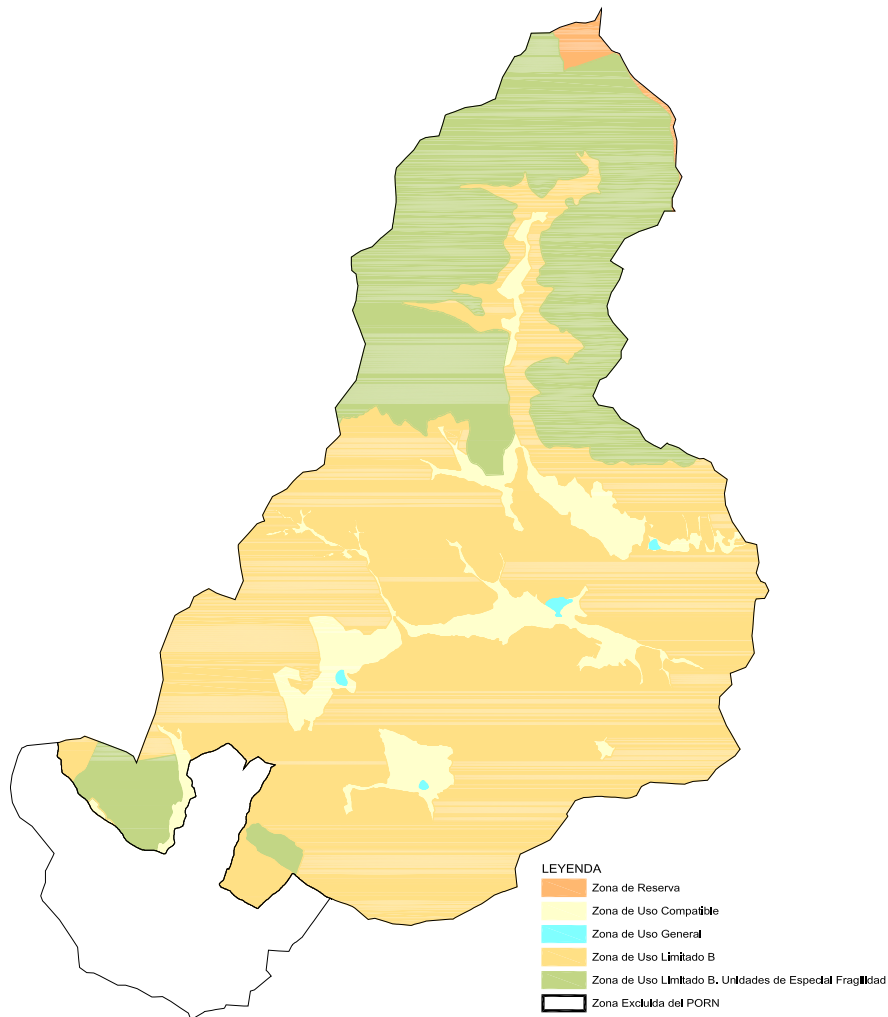 LEYENDA
Zona de Reserva
Zona de Uso Compatible
Zona de Uso General
Zona de Uso Limitado B
Zona de Uso Limitado B. Unidades de Especial Fragilidad
Zona Excluida del PORN